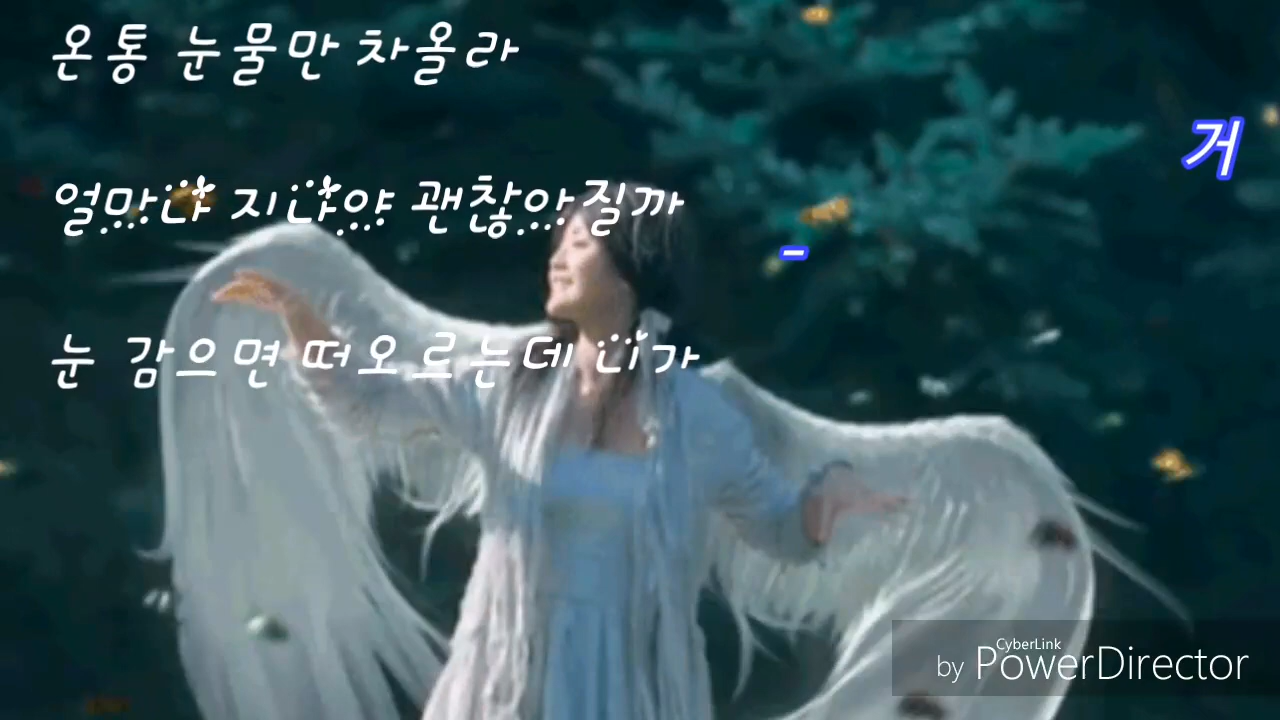 온통 눈물만 차올라
거
얼마나 지나야 괜찮아질까
-
눈 감으면 떠오르는데 니가
by CyberLink PowerDirector